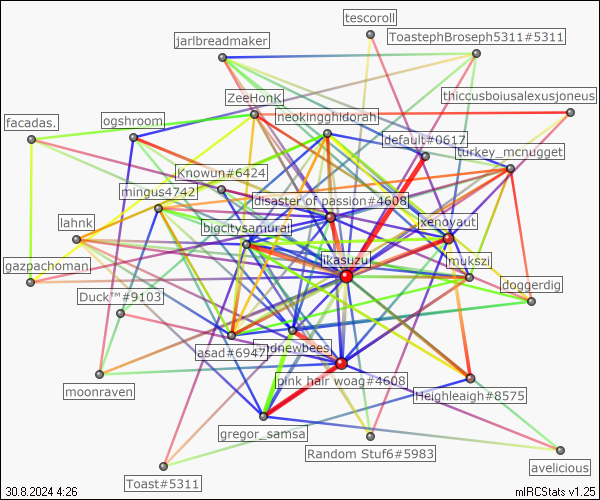 tescoroll
ToastephBroseph5311#5311
jarlbreadmaker
ZeeHonK
thiccusboiusalexusjoneus
neokingghidorah
facadas.
ogshroom
default#0617
turkey_mcnugget
Knowun#6424
mingus4742
disaster of passion#4608
xenoyaut
bigcitysamurai
lahnk
jikasuzui
mukszi
gazpachoman
doggerdig
Duck™#9103
asad#6947
ndnewbees
moonraven
pink hair woag#4608
Heighleaigh#8575
gregor_samsa
Random Stuf6#5983
avelicious
Toast#5311
30.8.2024 4:26
mIRCStats v1.25